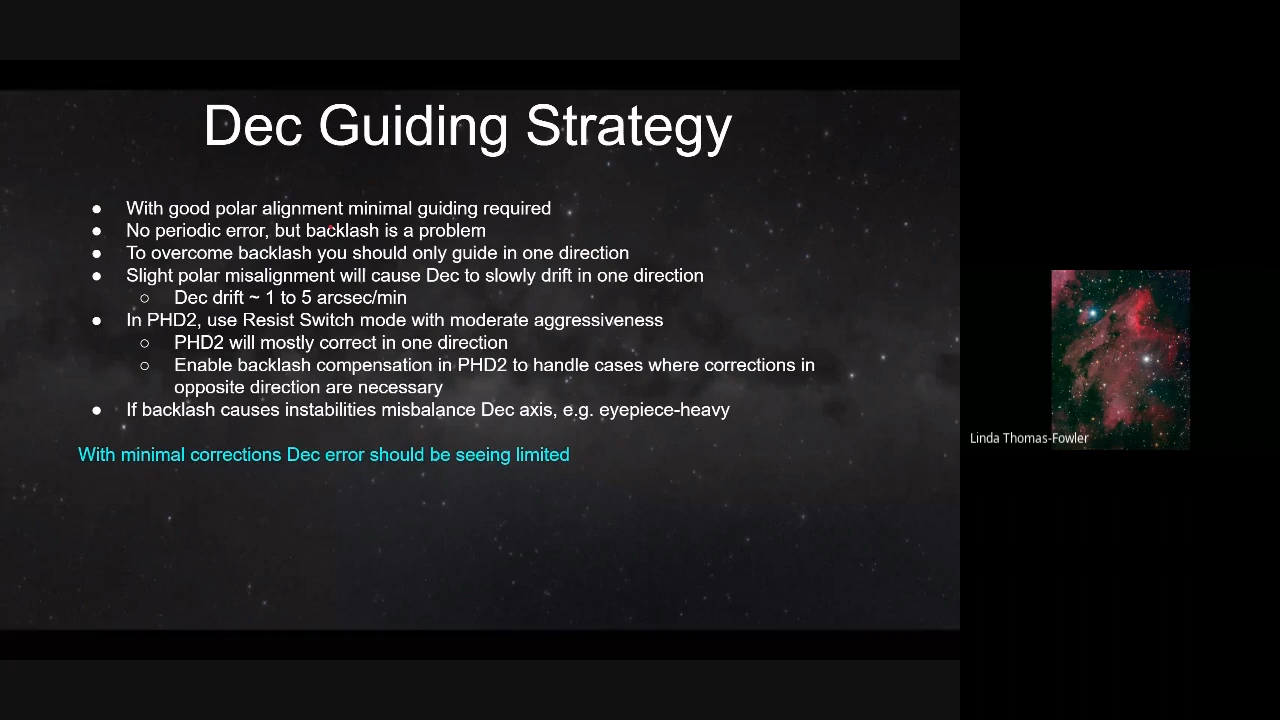 Dec Guiding Strategy
● With good polar alignment minimal guiding required
● No periodic error, but backlash is a problem
● To overcome backlash you should only guide in one direction
● Slight polar misalignment will cause Dec to slowly drift in one direction
○ Dec drift ~ 1 to 5 arcsec/min
● In PHD2, use Resist Switch mode with moderate aggressiveness
○ PHD2 will mostly correct in one direction
○ Enable backlash compensation in PHD2 to handle cases where corrections in
opposite direction are necessary
● If backlash causes instabilities misbalance Dec axis, e.g. eyepiece-heavy
With minimal corrections Dec error should be seeing limited
Linda Thomas-Fowler